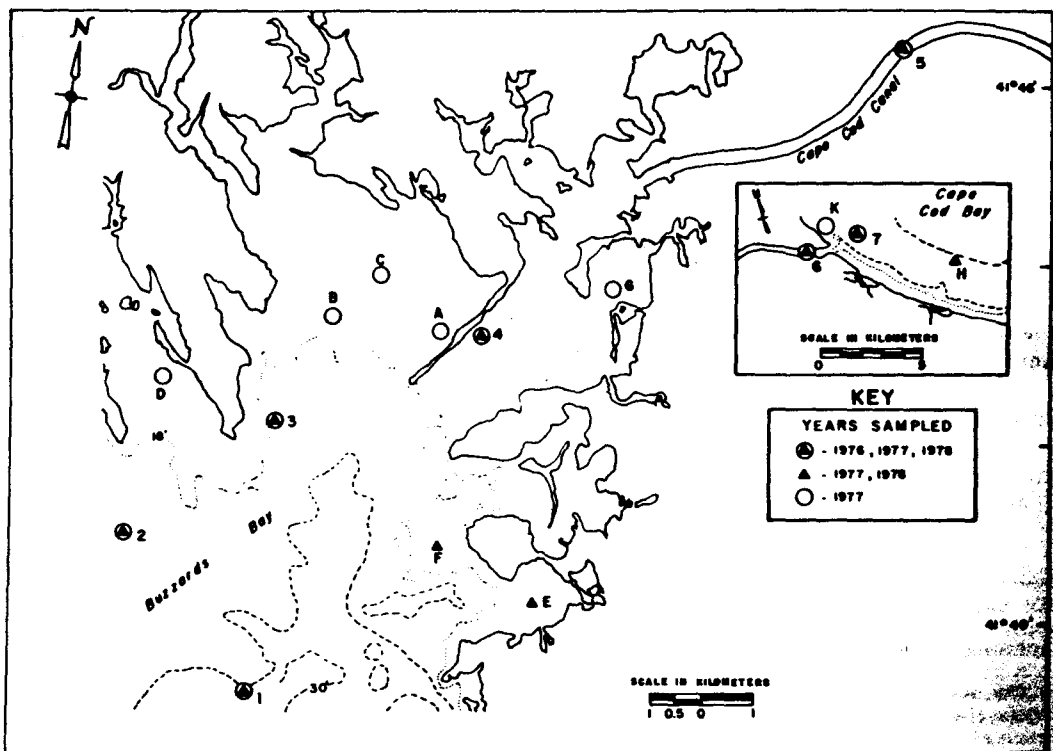 N
5
41° 46'
Cape Cod Canal
Cape
Cod Bay
K
7
6
H
SCALE IN KILOMETERS
0 5
C
B
A
4
G
D
3
18'
KEY
YEARS SAMPLED
- 1976, 1977, 1978
- 1977, 1978
- 1977
2
Buzzards Bay
F
E
41° 40'
1
30'
SCALE IN KILOMETERS
1 0.5 0 1